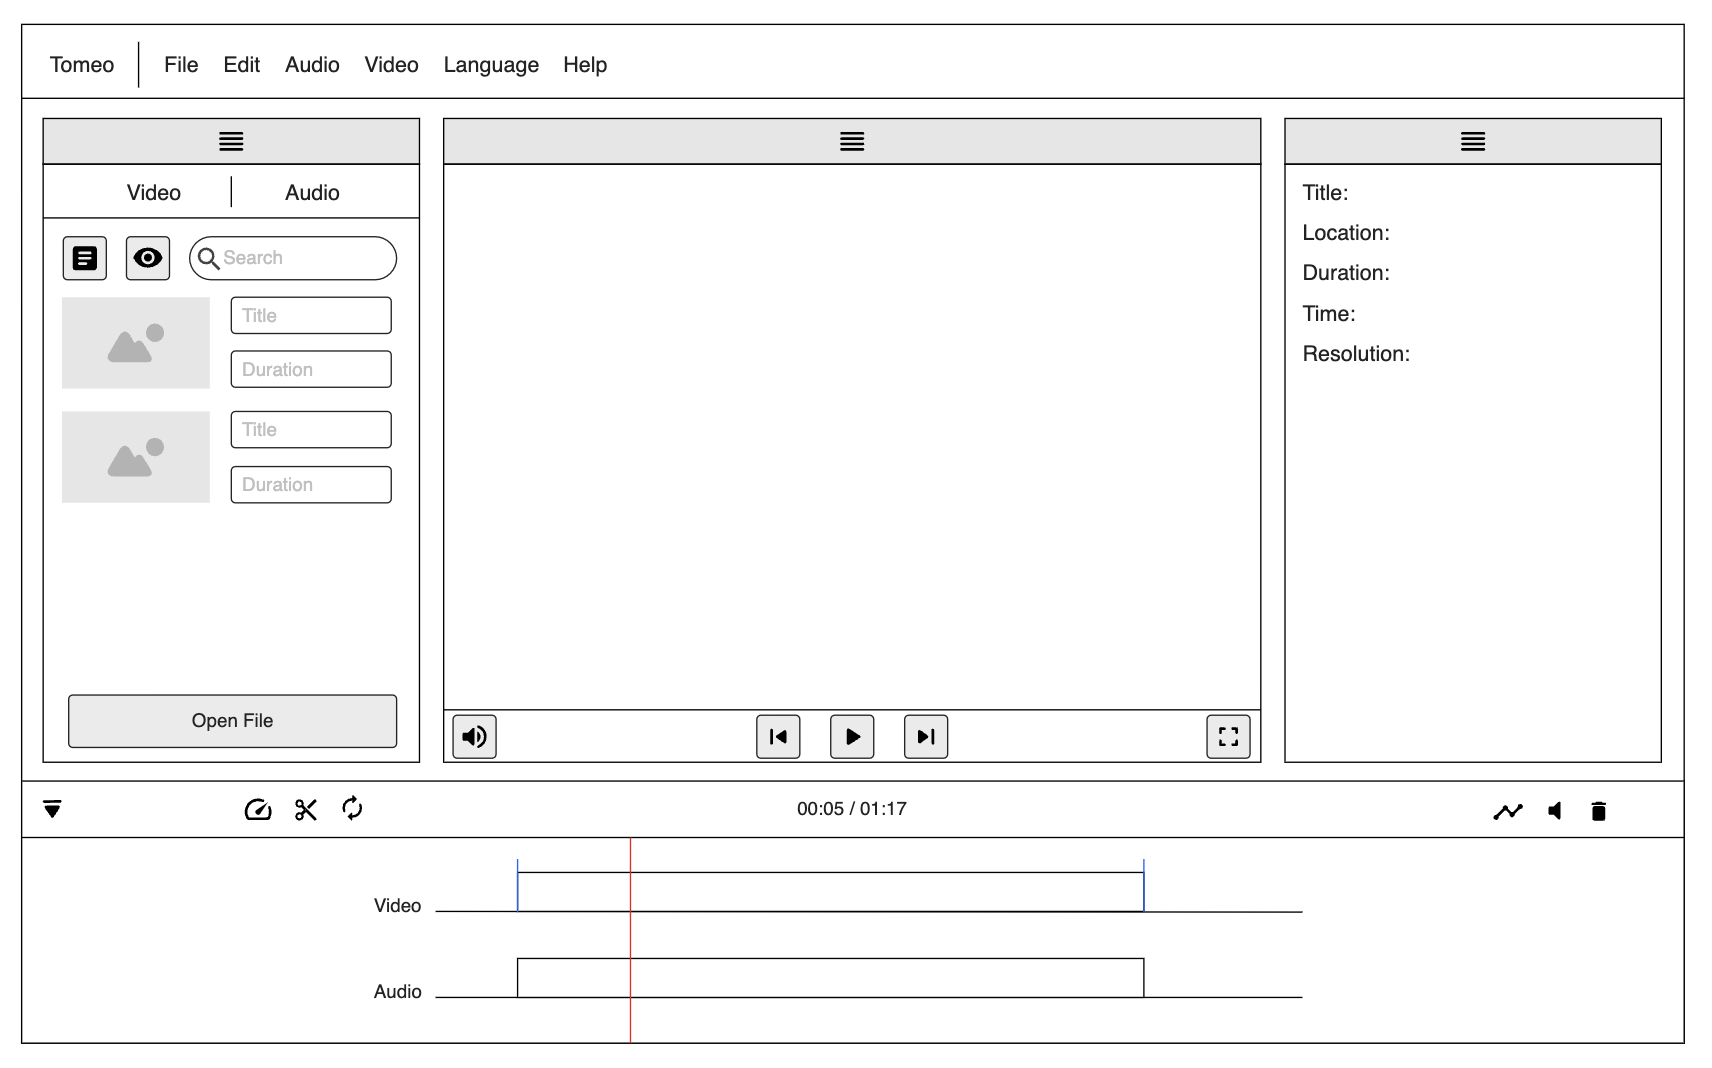 Tomeo File Edit Audio Video Language Help
Video Audio
Search
Title
Duration
Title
Duration
Open File
Title:
Location:
Duration:
Time:
Resolution:
00:05 / 01:17
Video
Audio